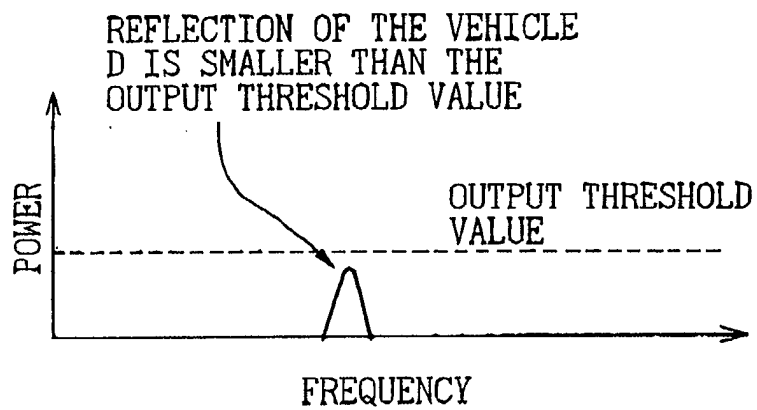 REFLECTION OF THE VEHICLE
D IS SMALLER THAN THE
OUTPUT THRESHOLD VALUE
OUTPUT THRESHOLD
VALUE
POWER
FREQUENCY